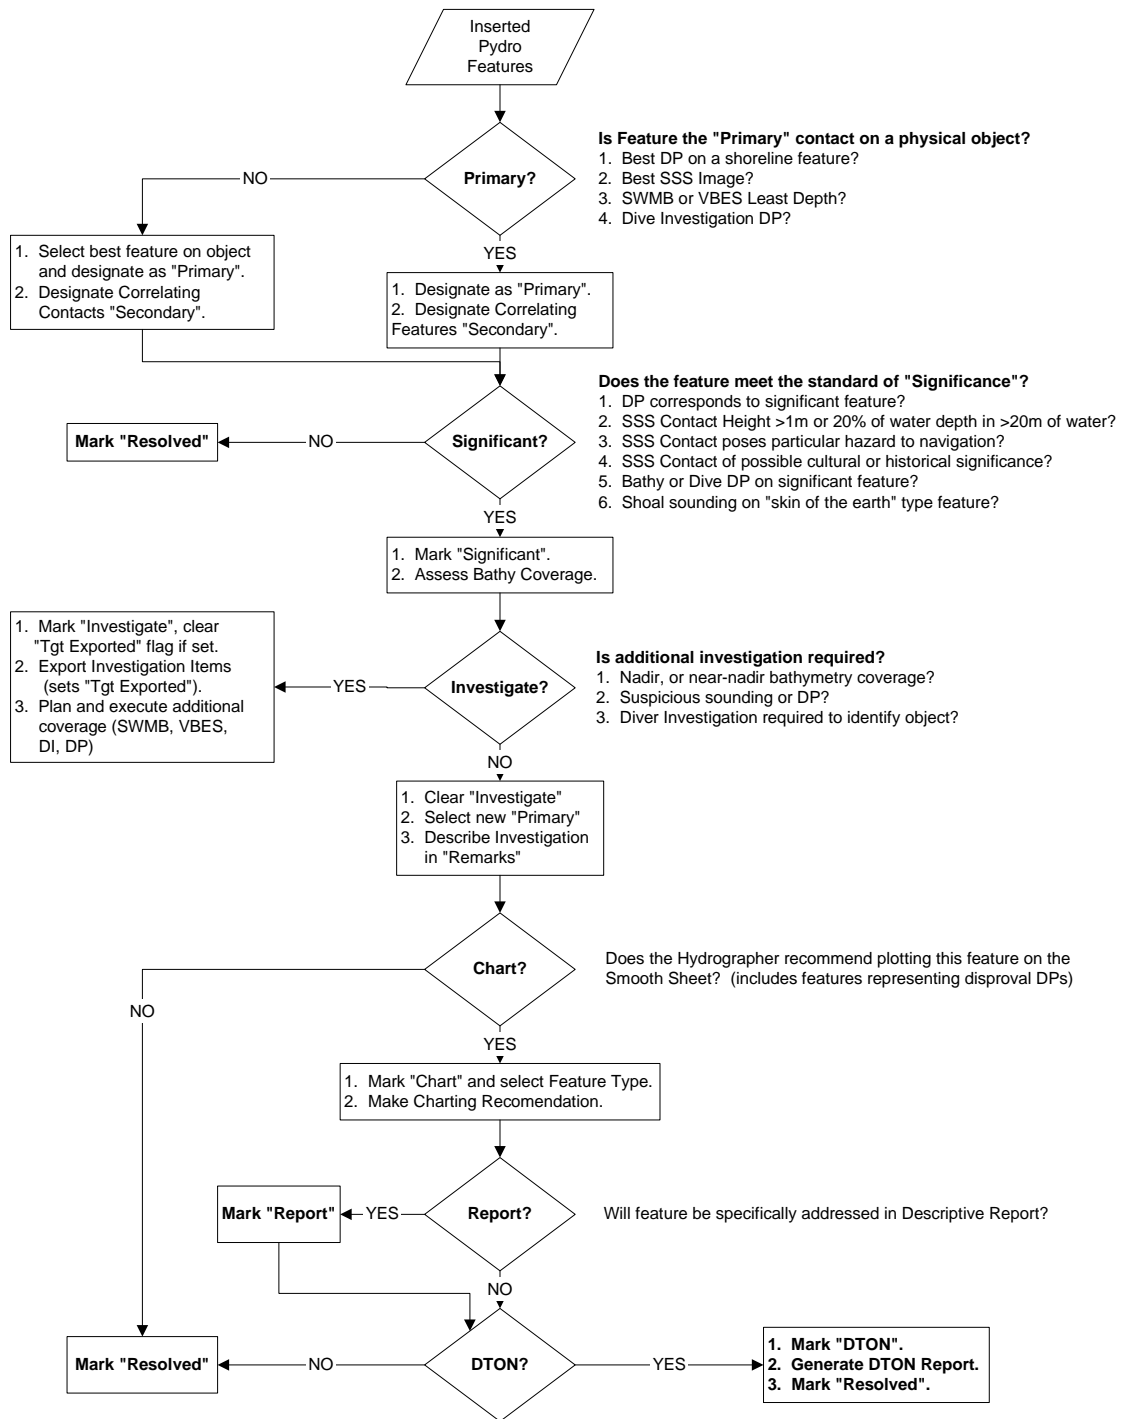 Inserted
Pydro
Features
Is Feature the "Primary" contact on a physical object?
1. Best DP on a shoreline feature?
2. Best SSS Image?
3. SWMB or VBES Least Depth?
4. Dive Investigation DP?
Primary?
NO
YES
1. Select best feature on object
and designate as "Primary".
2. Designate Correlating
Contacts "Secondary".
1. Designate as "Primary".
2. Designate Correlating
Features "Secondary".
Does the feature meet the standard of "Significance"?
1. DP corresponds to significant feature?
2. SSS Contact Height >1m or 20% of water depth in >20m of water?
3. SSS Contact poses particular hazard to navigation?
4. SSS Contact of possible cultural or historical significance?
5. Bathy or Dive DP on significant feature?
6. Shoal sounding on "skin of the earth" type feature?
Significant?
NO
Mark "Resolved"
YES
1. Mark "Significant".
2. Assess Bathy Coverage.
1. Mark "Investigate", clear
"Tgt Exported" flag if set.
2. Export Investigation Items
(sets "Tgt Exported").
3. Plan and execute additional
coverage (SWMB, VBES,
DI, DP)
YES
Investigate?
Is additional investigation required?
1. Nadir, or near-nadir bathymetry coverage?
2. Suspicious sounding or DP?
3. Diver Investigation required to identify object?
NO
1. Clear "Investigate"
2. Select new "Primary"
3. Describe Investigation
in "Remarks"
Chart?
Does the Hydrographer recommend plotting this feature on the
Smooth Sheet? (includes features representing disproval DPs)
NO
YES
1. Mark "Chart" and select Feature Type.
2. Make Charting Recomendation.
Mark "Report"
YES
Report?
Will feature be specifically addressed in Descriptive Report?
NO
Mark "Resolved"
NO
DTON?
YES
1. Mark "DTON".
2. Generate DTON Report.
3. Mark "Resolved".